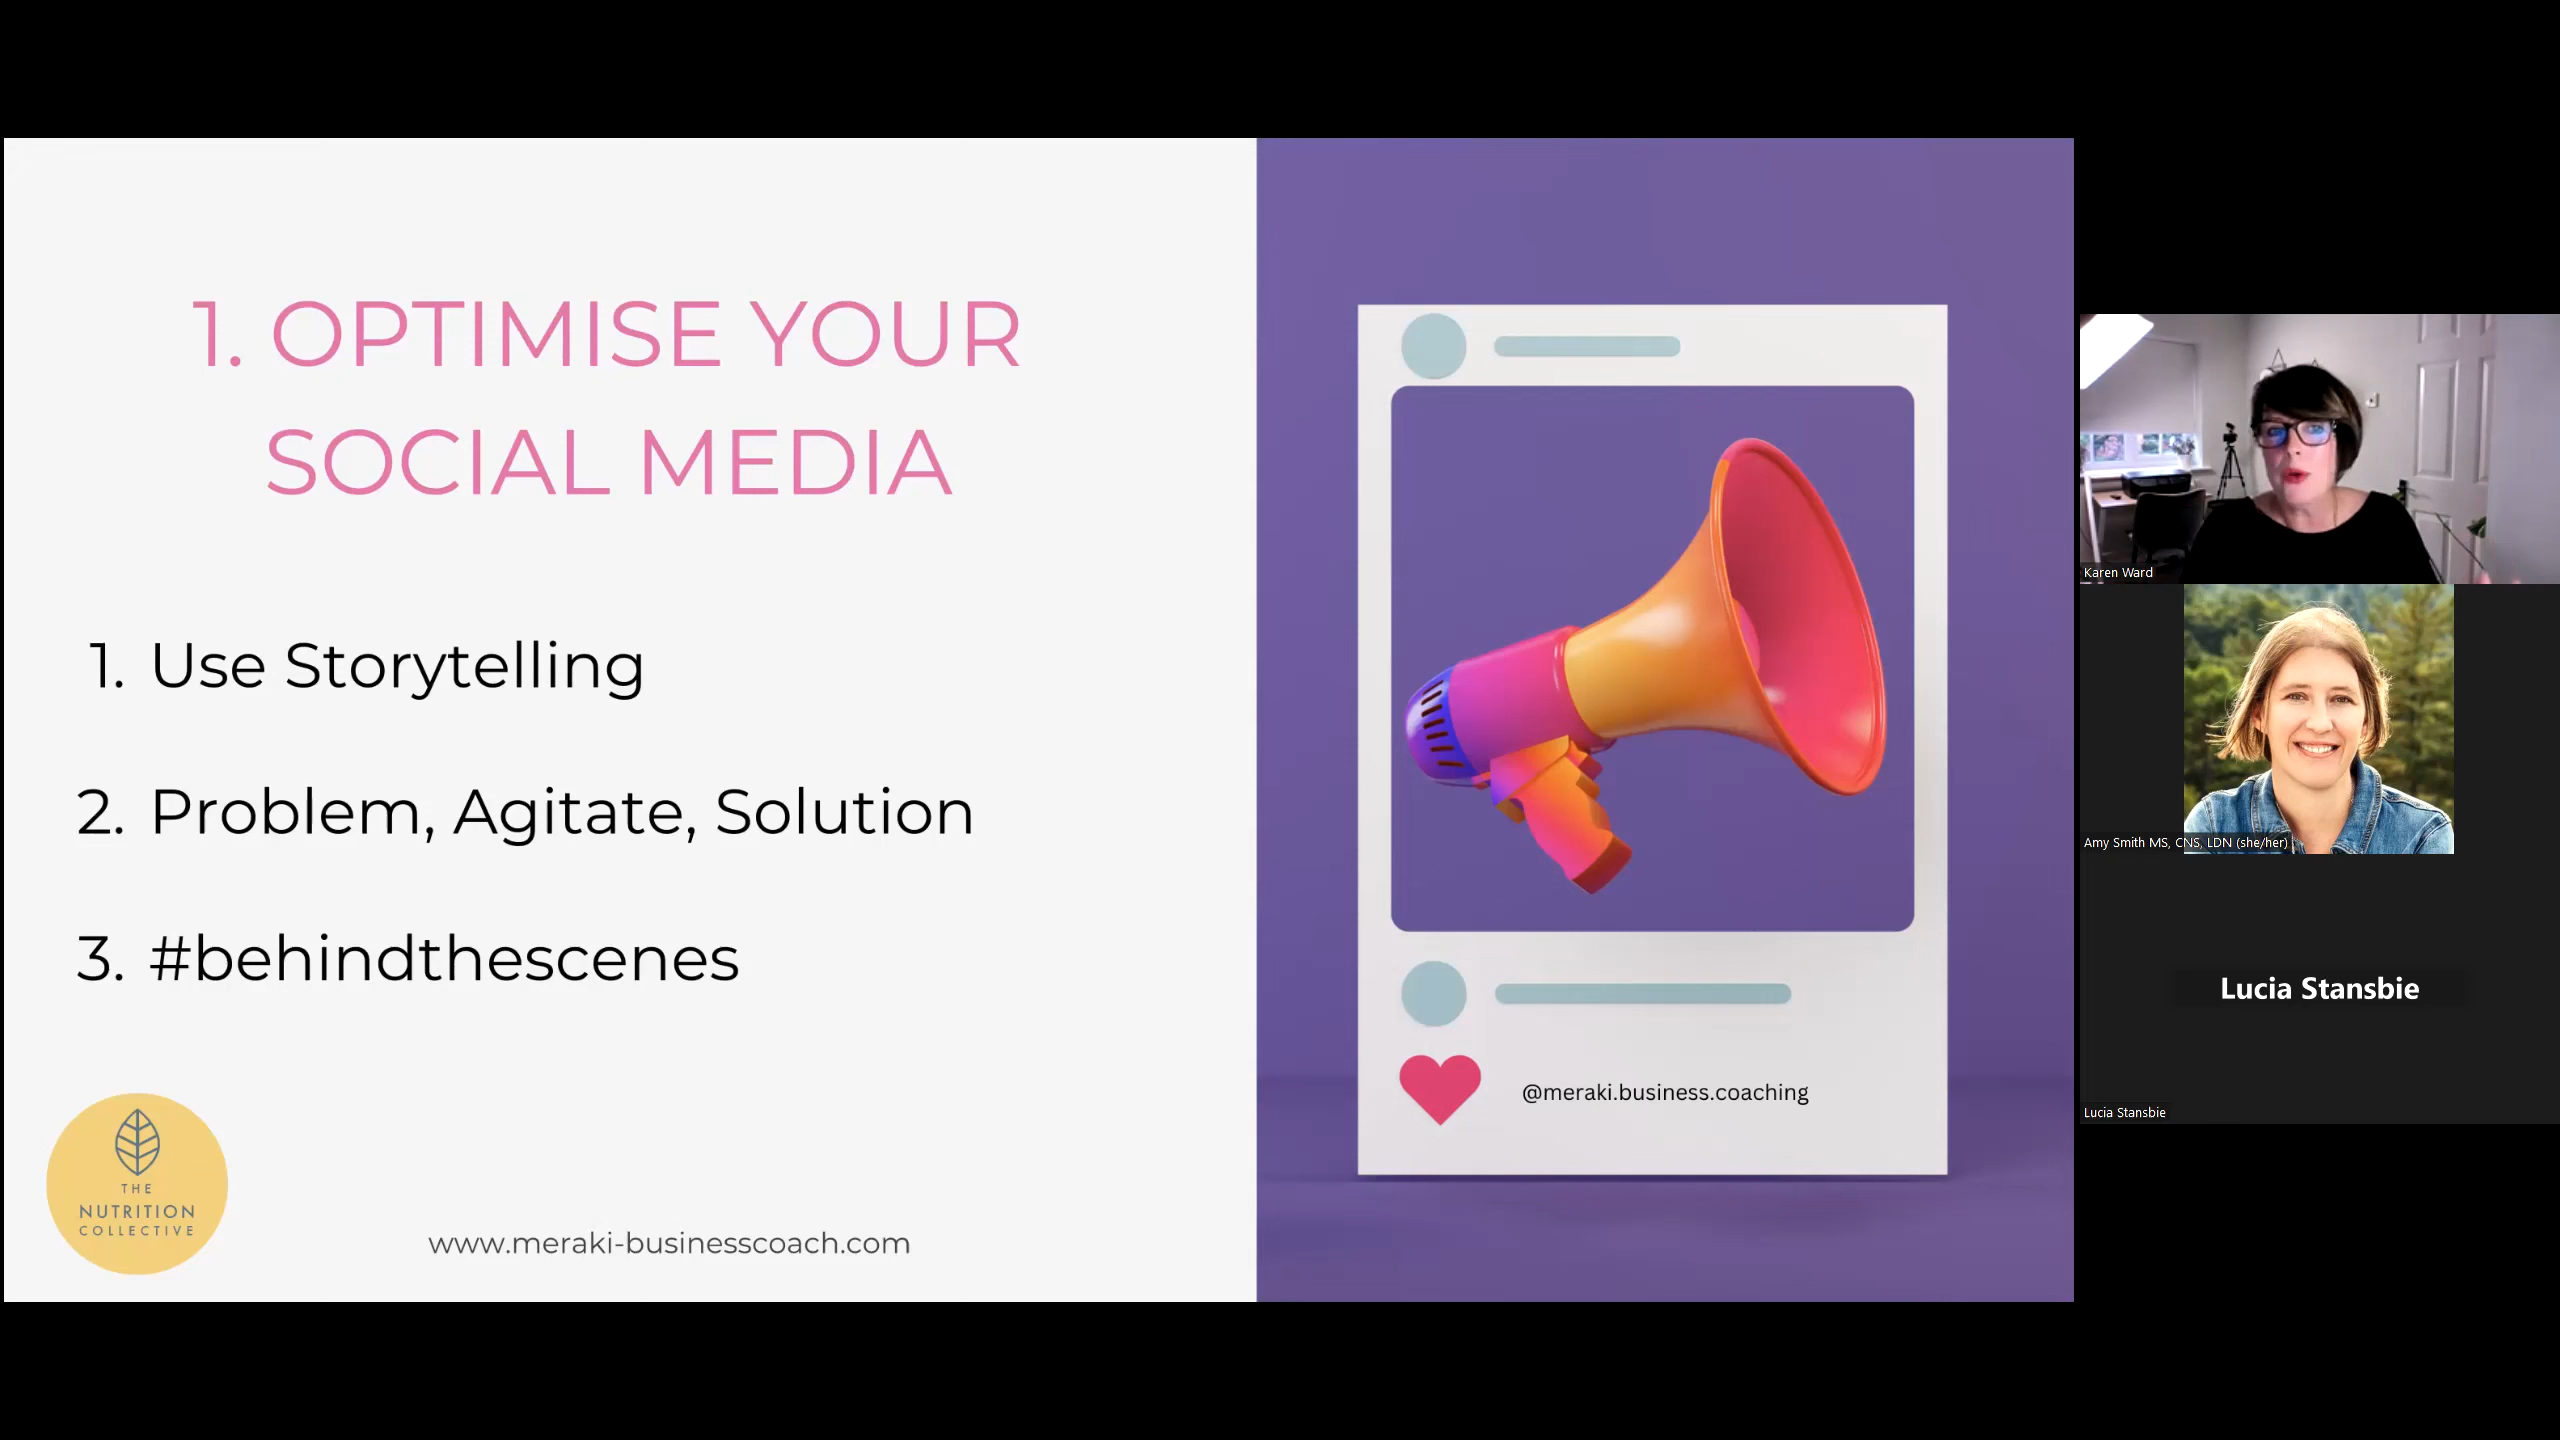 1. OPTIMISE YOUR
SOCIAL MEDIA
1. Use Storytelling
2. Problem, Agitate, Solution
3. #behindthescenes
THE
NUTRITION
COLLECTIVE
www.meraki-businesscoach.com
@meraki.business.coaching
Karen Ward
Amy Smith MS, CNS, LDN (she/her)
Lucia Stansbie
Lucia Stansbie